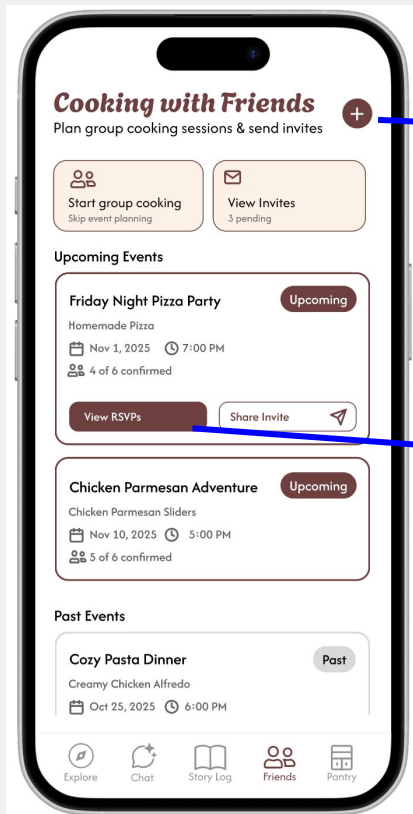 Cooking with Friends
Plan group cooking sessions & send invites
Start group cooking
Skip event planning
View Invites
3 pending
Upcoming Events
Friday Night Pizza Party
Upcoming
Homemade Pizza
Nov 1, 2025 7:00 PM
4 of 6 confirmed
View RSVPs
Share Invite
Chicken Parmesan Adventure
Upcoming
Chicken Parmesan Sliders
Nov 10, 2025 5:00 PM
5 of 6 confirmed
Past Events
Cozy Pasta Dinner
Past
Creamy Chicken Alfredo
Oct 25, 2025 6:00 PM
Explore Chat Story Log Friends Pantry